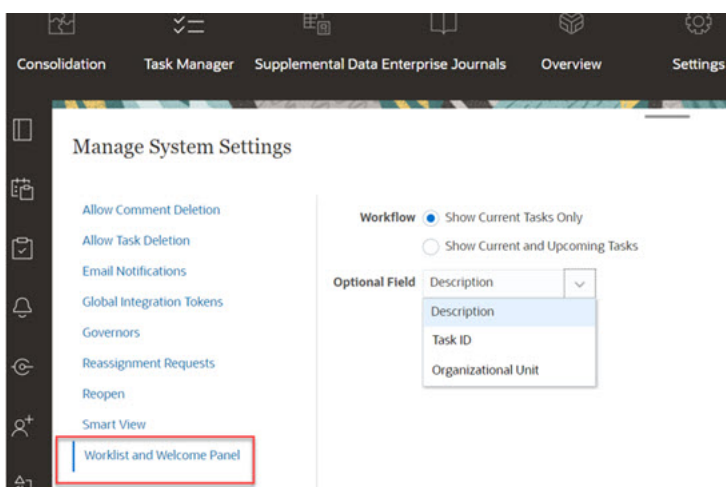 Consolidation Task Manager Supplemental Data Enterprise Journals Overview Settings
Manage System Settings
Allow Comment Deletion
Allow Task Deletion
Email Notifications
Global Integration Tokens
Governors
Reassignment Requests
Reopen
Smart View
Worklist and Welcome Panel
Workflow Show Current Tasks Only
Show Current and Upcoming Tasks
Optional Field Description
Description
Task ID
Organizational Unit